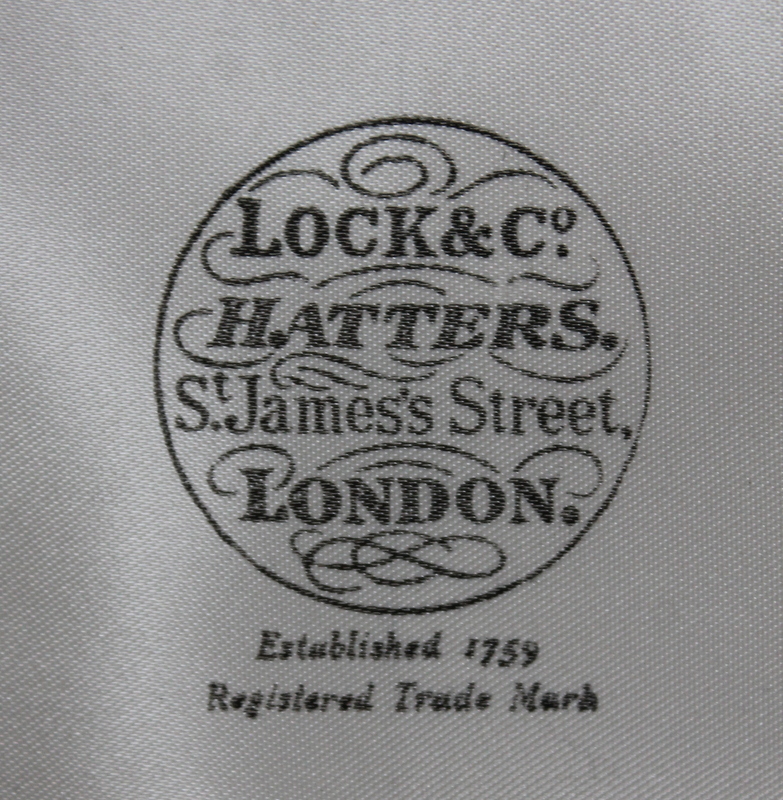 LOCK & Cº
HATTERS.
St. James's Street,
LONDON.
Established 1759
Registered Trade Mark